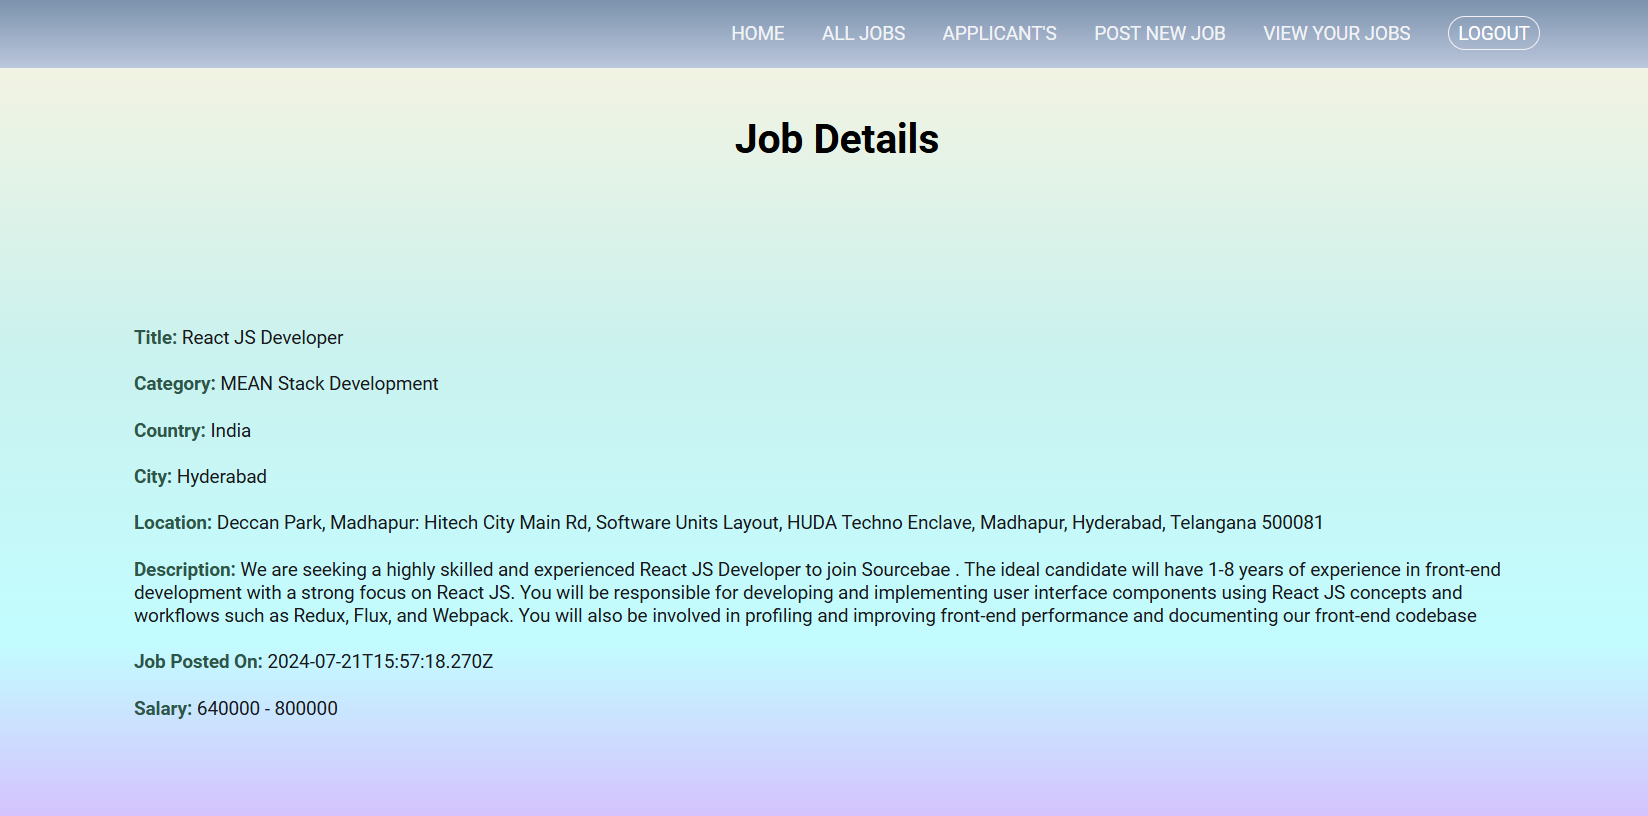 HOME ALL JOBS APPLICANT'S POST NEW JOB VIEW YOUR JOBS LOGOUT
Job Details
Title: React JS Developer
Category: MEAN Stack Development
Country: India
City: Hyderabad
Location: Deccan Park, Madhapur: Hitech City Main Rd, Software Units Layout, HUDA Techno Enclave, Madhapur, Hyderabad, Telangana 500081
Description: We are seeking a highly skilled and experienced React JS Developer to join Sourcebae . The ideal candidate will have 1-8 years of experience in front-end
development with a strong focus on React JS. You will be responsible for developing and implementing user interface components using React JS concepts and
workflows such as Redux, Flux, and Webpack. You will also be involved in profiling and improving front-end performance and documenting our front-end codebase
Job Posted On: 2024-07-21T15:57:18.270Z
Salary: 640000 - 800000